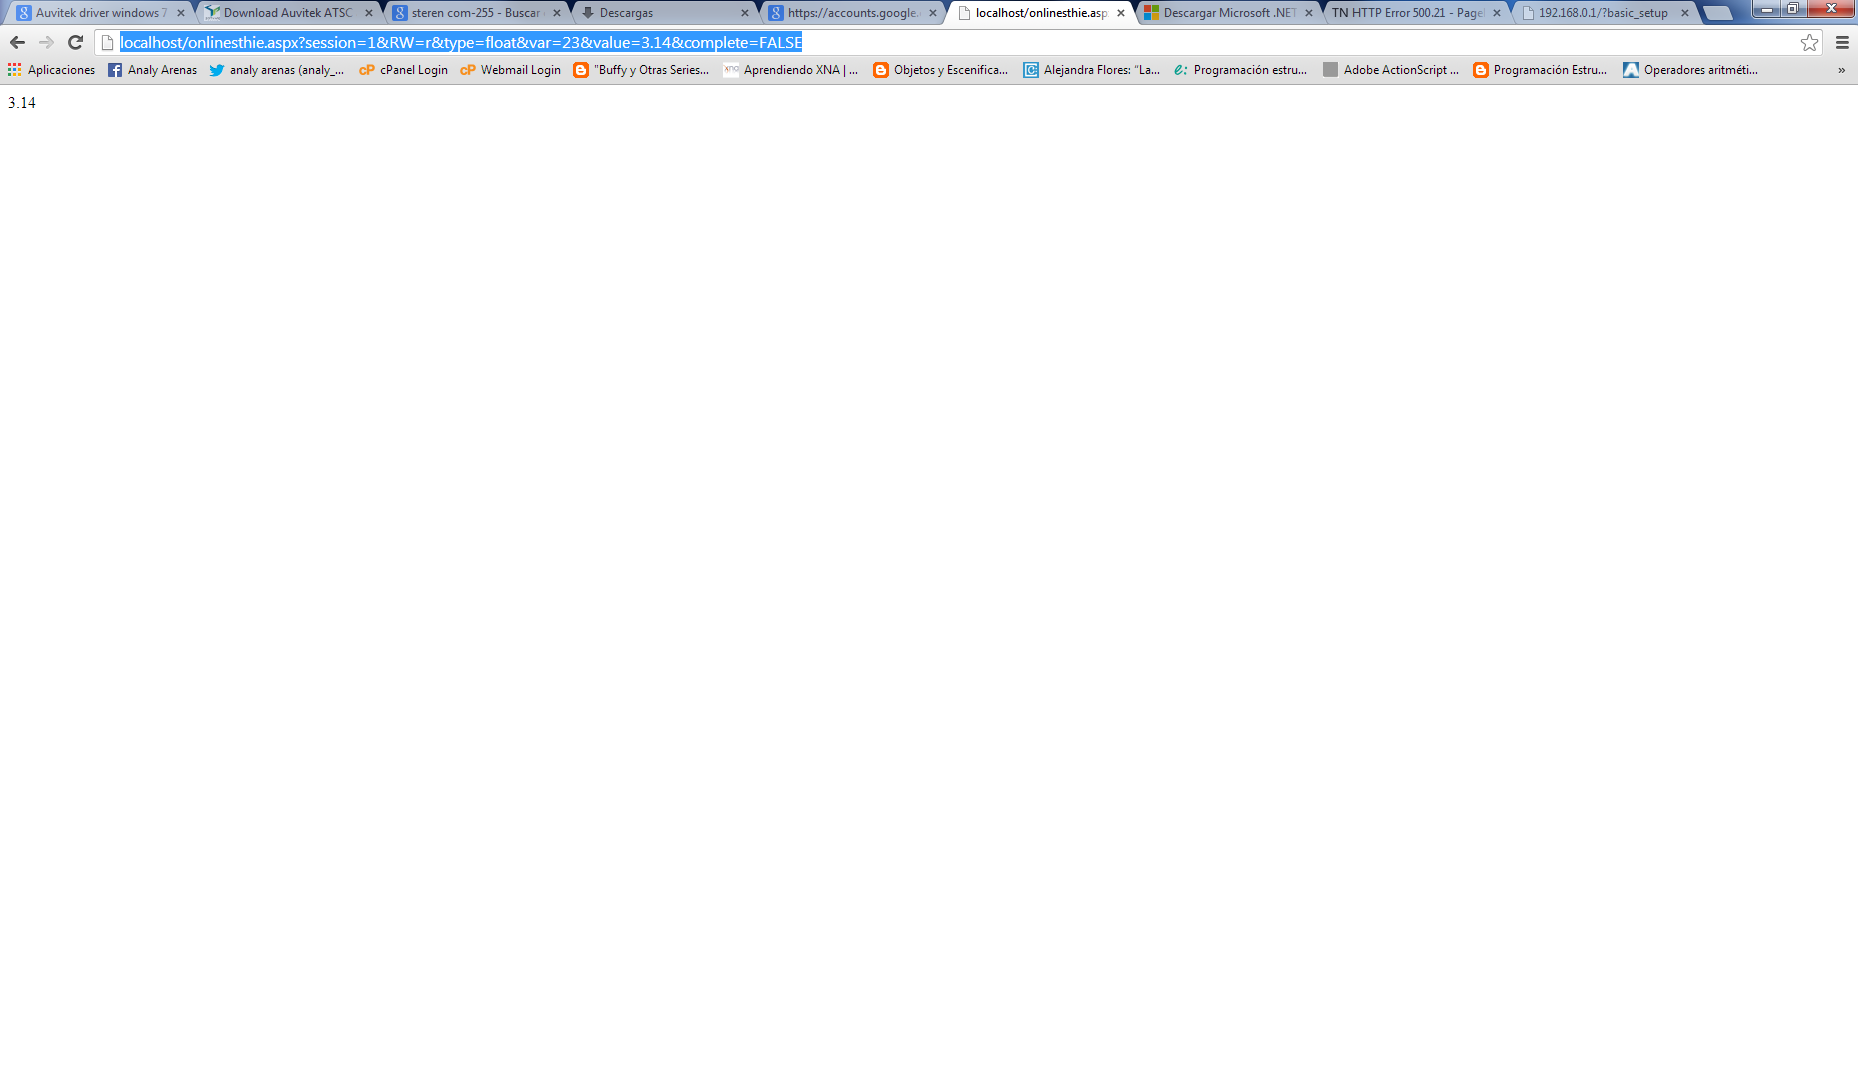 Auvitek driver windows 7
Download Auvitek ATSC
steren com-255 - Buscar
Descargas
https://accounts.google.
localhost/onlinesthie.asp
Descargar Microsoft .NET
TN HTTP Error 500.21 - Page
192.168.0.1/?basic_setup
localhost/onlinesthie.aspx?session=1&RW=r&type=float&var=23&value=3.14&complete=FALSE
Aplicaciones
Analy Arenas
analy arenas (analy_...
cP cPanel Login
cP Webmail Login
"Buffy y Otras Series...
Aprendiendo XNA | ...
Objetos y Escenifica...
Alejandra Flores: "La...
Programación estru...
Adobe ActionScript ...
Programación Estru...
Operadores aritméti...
»
3.14